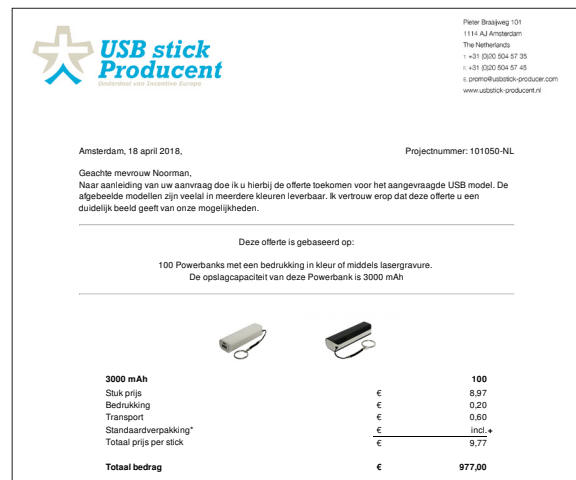 USB stick
Producent
Onderdeel van Incentive Europe
Pieter Braaijweg 101
1114 AJ Amsterdam
The Netherlands
T. +31 (0)20 504 57 35
F. +31 (0)20 504 57 45
E. promo@usbstick-producer.com
www.usbstick-producent.nl
Amsterdam, 18 april 2018, Projectnummer: 101050-NL
Geachte mevrouw Noorman,
Naar aanleiding van uw aanvraag doe ik u hierbij de offerte toekomen voor het aangevraagde USB model. De
afgebeelde modellen zijn veelal in meerdere kleuren leverbaar. Ik vertrouw erop dat deze offerte u een
duidelijk beeld geeft van onze mogelijkheden.
Deze offerte is gebaseerd op:
100 Powerbanks met een bedrukking in kleur of middels lasergravure.
De opslagcapaciteit van deze Powerbank is 3000 mAh
3000 mAh 100
Stuk prijs € 8,97
Bedrukking € 0,20
Transport € 0,60
Standaardverpakking* € incl.+
Totaal prijs per stick € 9,77
Totaal bedrag € 977,00